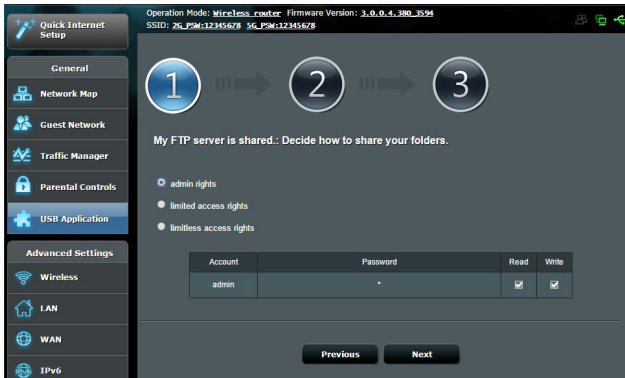 Quick Internet
Setup
Operation Mode: Wireless router Firmware Version: 3.0.0.4.380_3594
SSID: 2G_PSW:12345678 5G_PSW:12345678
General
Network Map
Guest Network
Traffic Manager
Parental Controls
USB Application
Advanced Settings
Wireless
LAN
WAN
IPv6
1 2 3
My FTP server is shared.: Decide how to share your folders.
admin rights
limited access rights
limitless access rights
Account Password Read Write
admin *
Previous Next